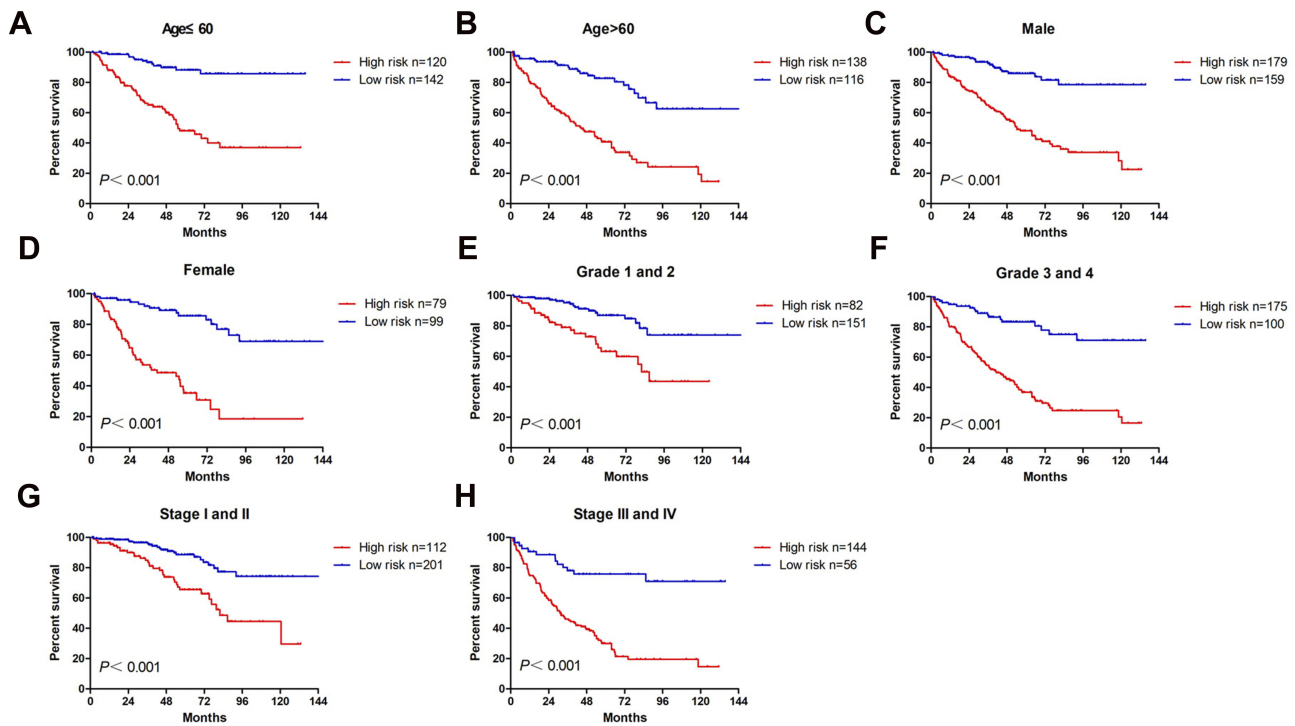 A
Age≤ 60
Percent survival
100
80
60
40
20
0
P< 0.001
0 24 48 72 96 120 144
Months
High risk n=120
Low risk n=142
B
Age>60
Percent survival
100
80
60
40
20
0
P< 0.001
0 24 48 72 96 120 144
Months
High risk n=138
Low risk n=116
C
Male
Percent survival
100
80
60
40
20
0
P< 0.001
0 24 48 72 96 120 144
Months
High risk n=179
Low risk n=159
D
Female
Percent survival
100
80
60
40
20
0
P< 0.001
0 24 48 72 96 120 144
Months
High risk n=79
Low risk n=99
E
Grade 1 and 2
Percent survival
100
80
60
40
20
0
P< 0.001
0 24 48 72 96 120 144
Months
High risk n=82
Low risk n=151
F
Grade 3 and 4
Percent survival
100
80
60
40
20
0
P< 0.001
0 24 48 72 96 120 144
Months
High risk n=175
Low risk n=100
G
Stage I and II
Percent survival
100
80
60
40
20
0
P< 0.001
0 24 48 72 96 120 144
Months
High risk n=112
Low risk n=201
H
Stage III and IV
Percent survival
100
80
60
40
20
0
P< 0.001
0 24 48 72 96 120 144
Months
High risk n=144
Low risk n=56